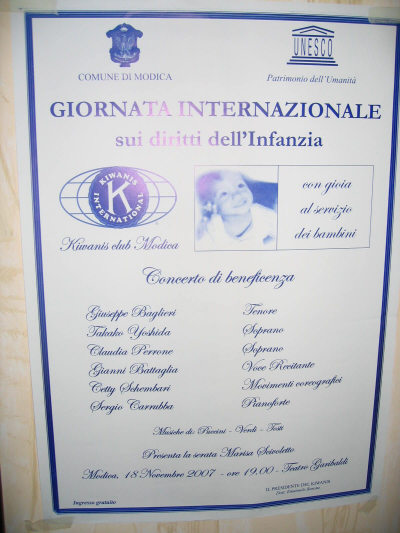 COMUNE DI MODICA
UNESCO
Patrimonio dell'Umanità
GIORNATA INTERNAZIONALE
sui diritti dell'Infanzia
KIWANIS
K
INTERNATIONAL
Kiwanis club Modica
con gioia
al servizio
dei bambini
Concerto di beneficenza
Giuseppe Baglieri Tenore
Takako Yoshida Soprano
Claudia Perrone Soprano
Gianni Battaglia Voce Recitante
Cetty Schembari Movimenti coreografici
Sergio Carrubba Pianoforte
Musiche di: Puccini - Verdi - Tosti
Presenta la serata Marisa Scivoletto
Modica, 18 Novembre 2007 - ore 19,00 - Teatro Garibaldi
IL PRESIDENTE DEL KIWANIS
Dott.
Ingresso gratuito